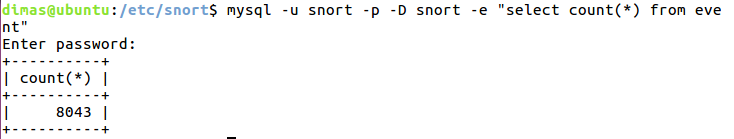 dimas@ubuntu:/etc/snort$ mysql -u snort -p -D snort -e "select count(*) from eve
nt"
Enter password:
+----------+
| count(*) |
+----------+
|     8043 |
+----------+